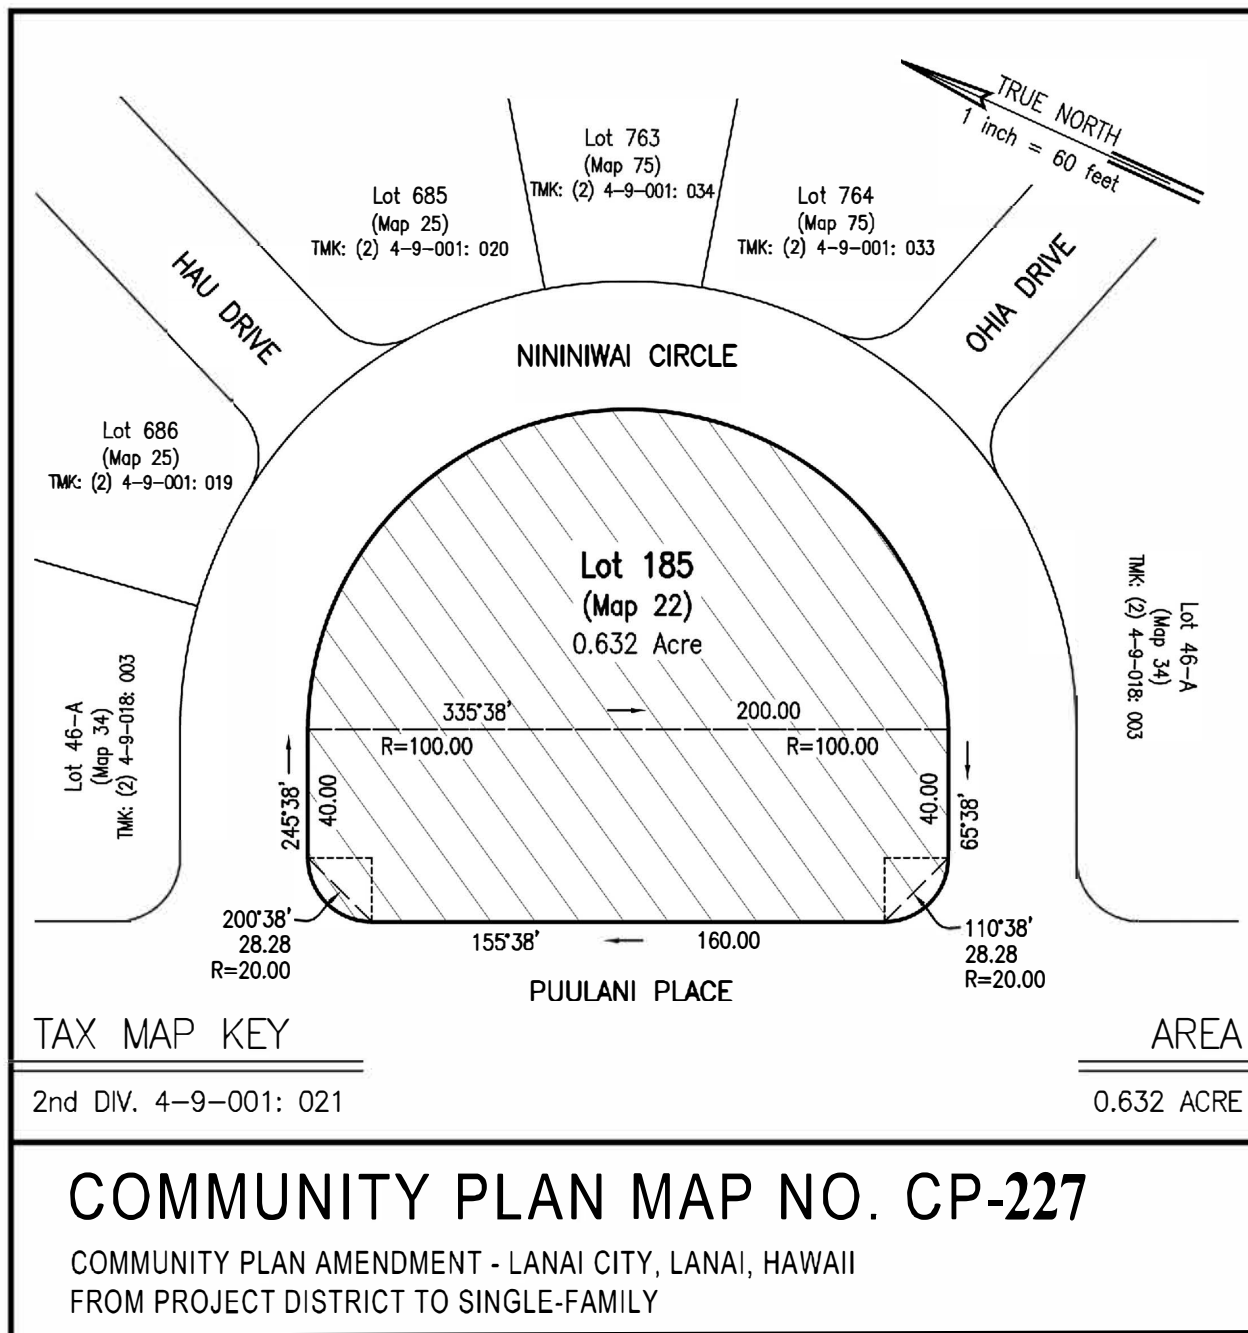 TRUE NORTH
1 inch = 60 feet
Lot 763
(Map 75)
TMK: (2) 4-9-001: 034
Lot 685
(Map 25)
TMK: (2) 4-9-001: 020
Lot 764
(Map 75)
TMK: (2) 4-9-001: 033
HAU DRIVE
OHIA DRIVE
NININIWAI CIRCLE
Lot 686
(Map 25)
TMK: (2) 4-9-001: 019
Lot 185
(Map 22)
0.632 Acre
Lot 46-A
(Map 34)
TMK: (2) 4-9-018: 003
Lot 46-A
(Map 34)
TMK: (2) 4-9-018: 003
335°38' 200.00
R=100.00 R=100.00
245°38'
40.00
40.00
65°38'
200°38'
28.28
R=20.00
155°38' 160.00
110°38'
28.28
R=20.00
PUULANI PLACE
TAX MAP KEY
2nd DIV. 4-9-001: 021
AREA
0.632 ACRE
COMMUNITY PLAN MAP NO. CP-227
COMMUNITY PLAN AMENDMENT - LANAI CITY, LANAI, HAWAII
FROM PROJECT DISTRICT TO SINGLE-FAMILY